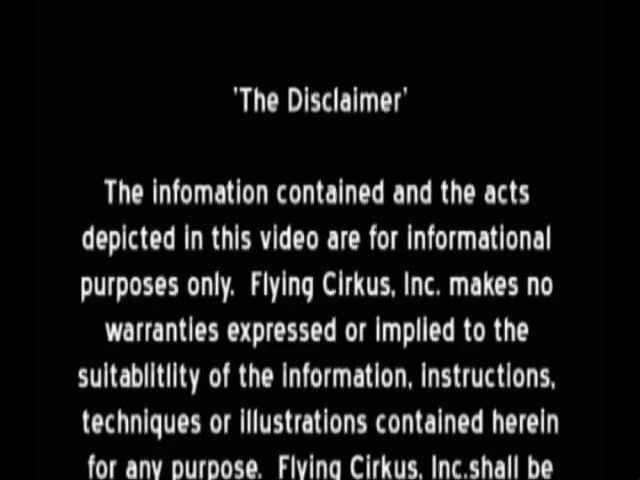 'The Disclaimer'
The infomation contained and the acts
depicted in this video are for informational
purposes only. Flying Cirkus, Inc. makes no
warranties expressed or implied to the
suitablitlity of the information, instructions,
techniques or illustrations contained herein
for any purpose. Flying Cirkus, Inc.shall be